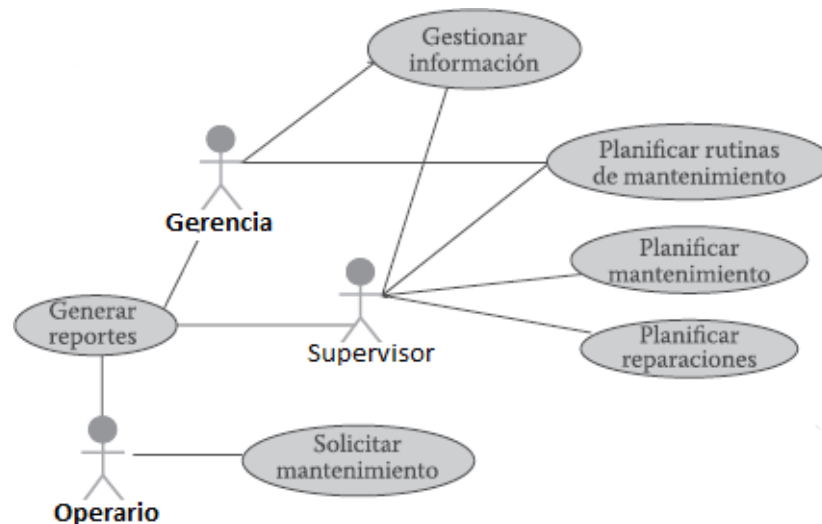 Gestionar
información
Planificar rutinas
de mantenimiento
Gerencia
Planificar
mantenimiento
Generar
reportes
Supervisor
Planificar
reparaciones
Solicitar
mantenimiento
Operario